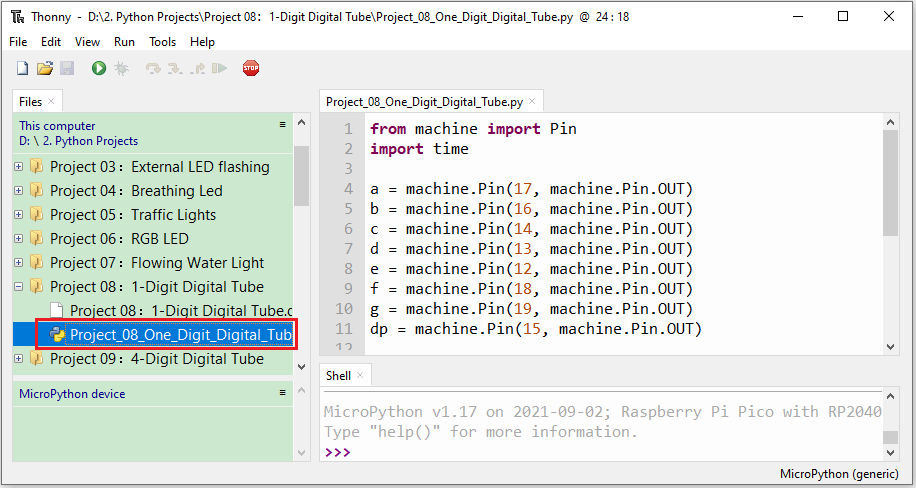 Thonny - D:\2. Python Projects\Project 08：1-Digit Digital Tube\Project_08_One_Digit_Digital_Tube.py @ 24 : 18
File Edit View Run Tools Help
STOP
Files ×
This computer
D: \ 2. Python Projects
Project 03：External LED flashing
Project 04：Breathing Led
Project 05：Traffic Lights
Project 06：RGB LED
Project 07：Flowing Water Light
Project 08：1-Digit Digital Tube
Project 08：1-Digit Digital Tube.c
Project_08_One_Digit_Digital_Tub
Project 09：4-Digit Digital Tube
MicroPython device
Project_08_One_Digit_Digital_Tube.py ×
1 from machine import Pin
2 import time
3
4 a = machine.Pin(17, machine.Pin.OUT)
5 b = machine.Pin(16, machine.Pin.OUT)
6 c = machine.Pin(14, machine.Pin.OUT)
7 d = machine.Pin(13, machine.Pin.OUT)
8 e = machine.Pin(12, machine.Pin.OUT)
9 f = machine.Pin(18, machine.Pin.OUT)
10 g = machine.Pin(19, machine.Pin.OUT)
11 dp = machine.Pin(15, machine.Pin.OUT)
12
Shell ×
MicroPython v1.17 on 2021-09-02; Raspberry Pi Pico with RP2040
Type "help()" for more information.
>>>
MicroPython (generic)